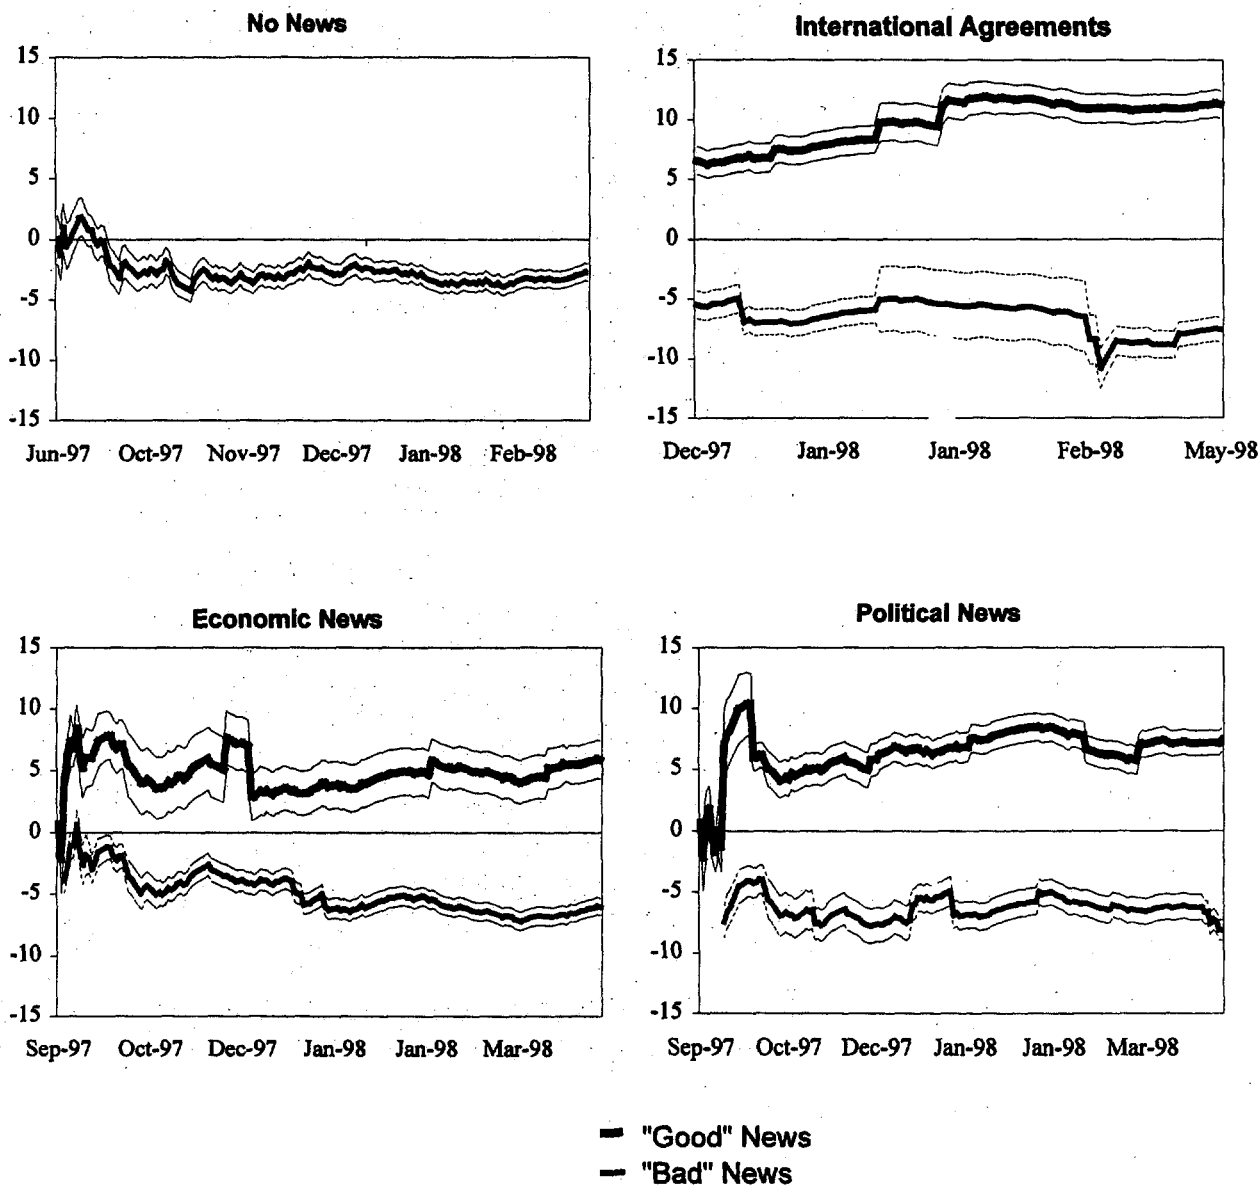 No News
15
10
5
0
-5
-10
-15
Jun-97 Oct-97 Nov-97 Dec-97 Jan-98 Feb-98
International Agreements
15
10
5
0
-5
-10
-15
Dec-97 Jan-98 Jan-98 Feb-98 May-98
Economic News
15
10
5
0
-5
-10
-15
Sep-97 Oct-97 Dec-97 Jan-98 Jan-98 Mar-98
Political News
15
10
5
0
-5
-10
-15
Sep-97 Oct-97 Dec-97 Jan-98 Jan-98 Mar-98
"Good" News
"Bad" News